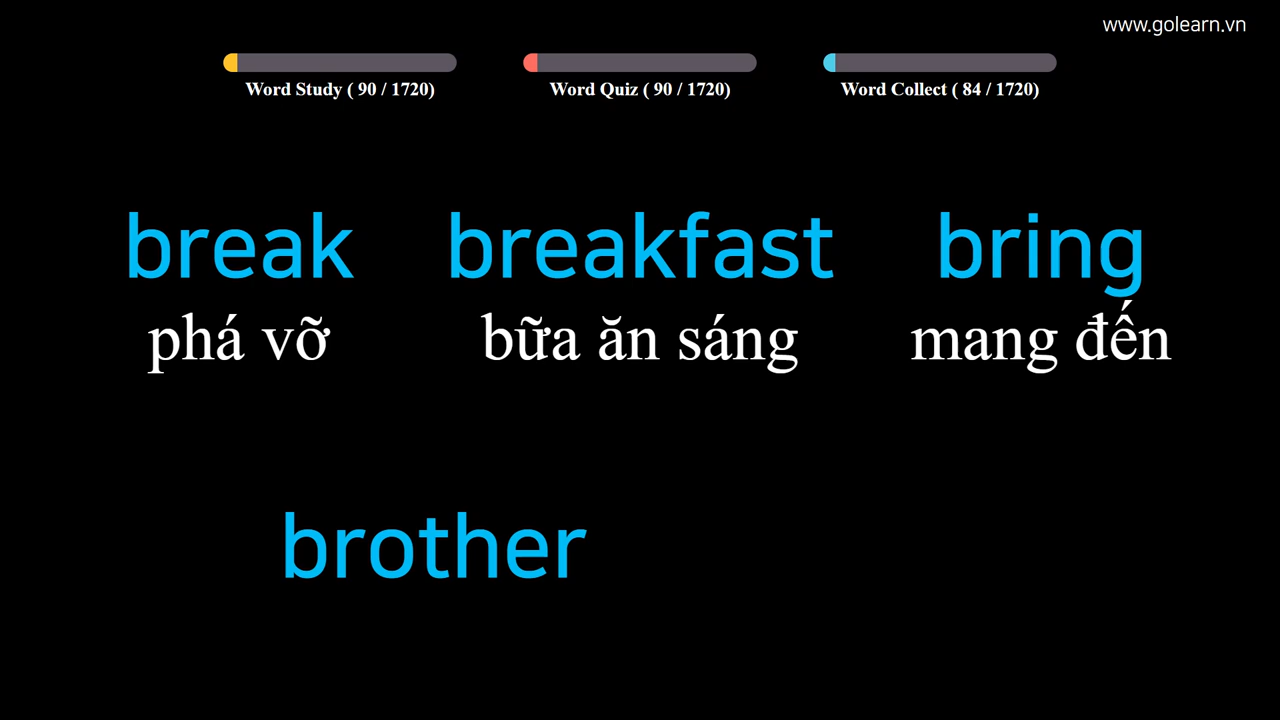 www.golearn.vn
Word Study ( 90 / 1720)
Word Quiz ( 90 / 1720)
Word Collect ( 84 / 1720)
break
breakfast
bring
phá vỡ
bữa ăn sáng
mang đến
brother